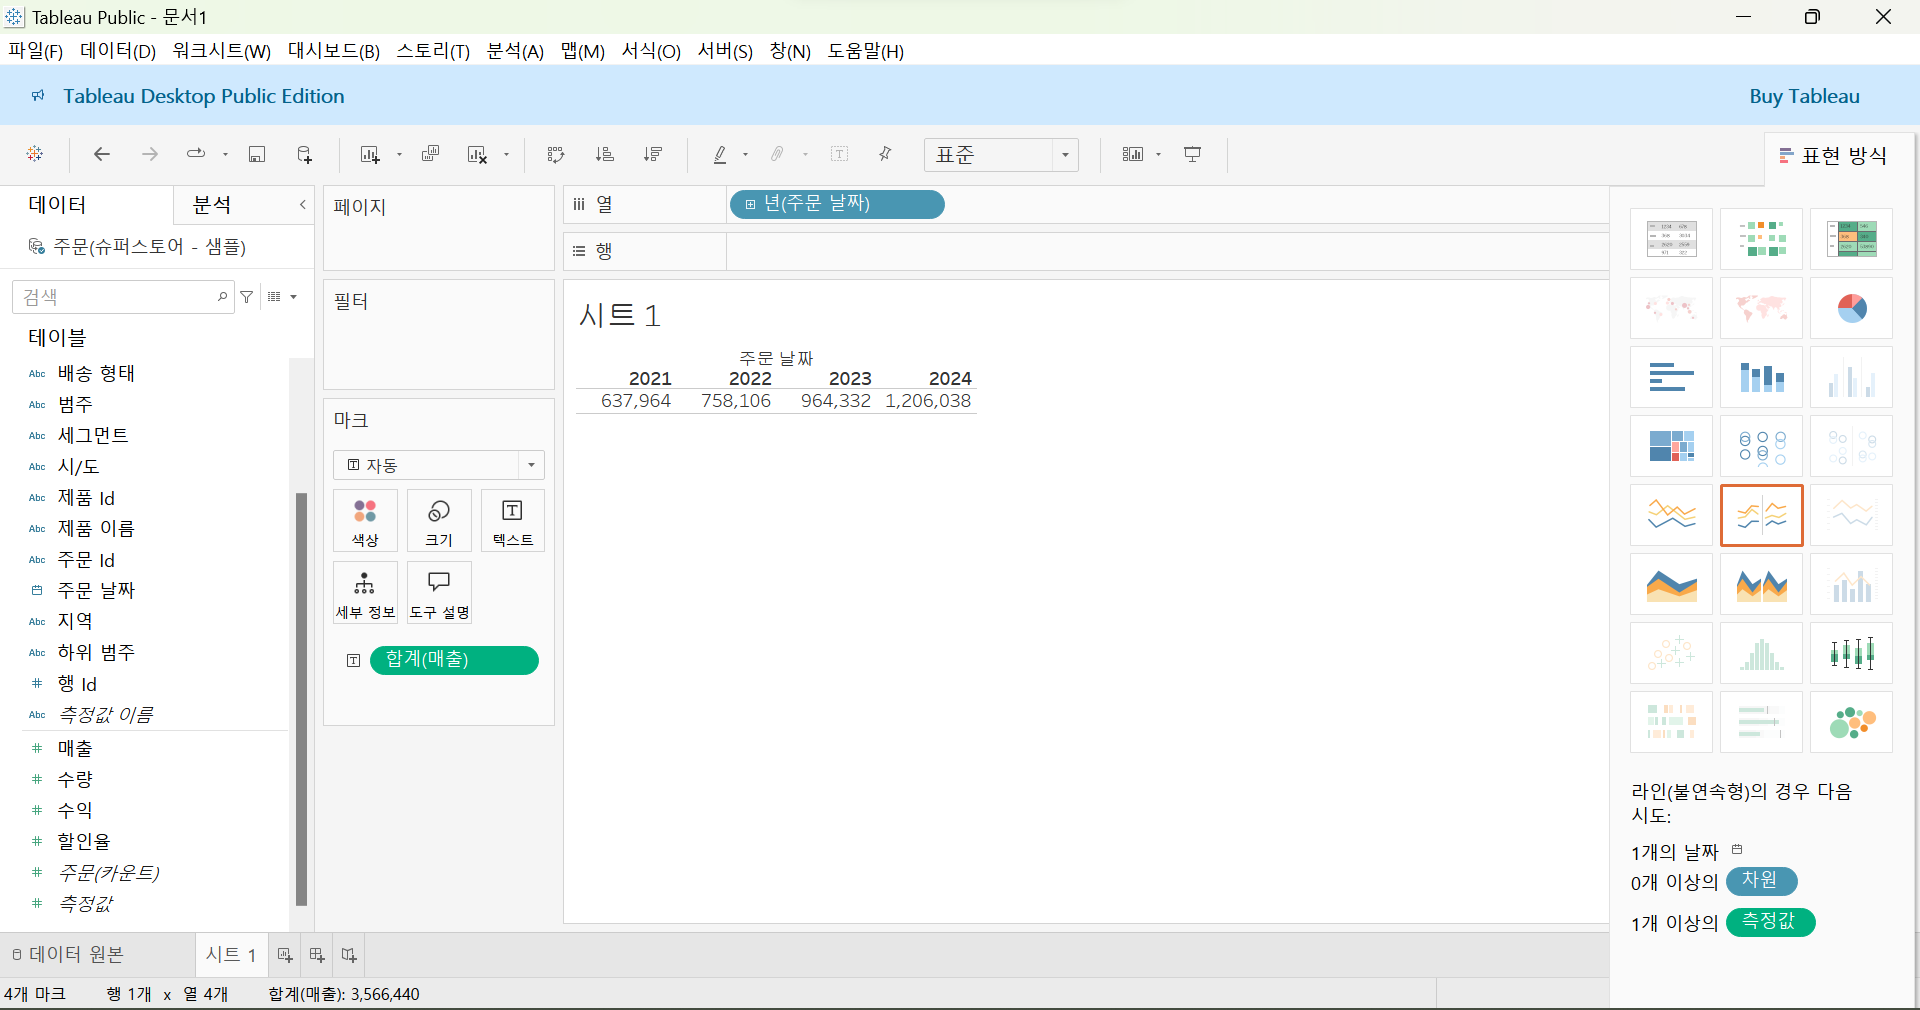 Tableau Public - 문서1
파일(F) 데이터(D) 워크시트(W) 대시보드(B) 스토리(T) 분석(A) 맵(M) 서식(O) 서버(S) 창(N) 도움말(H)
Tableau Desktop Public Edition
Buy Tableau
표준
표현 방식
데이터
분석
주문(슈퍼스토어 - 샘플)
검색
테이블
Abc 배송 형태
Abc 범주
Abc 세그먼트
Abc 시/도
Abc 제품 Id
Abc 제품 이름
Abc 주문 Id
주문 날짜
Abc 지역
Abc 하위 범주
# 행 Id
Abc 측정값 이름
# 매출
# 수량
# 수익
# 할인율
# 주문(카운트)
# 측정값
페이지
필터
마크
자동
색상 크기 텍스트
세부 정보 도구 설명
합계(매출)
열
년(주문 날짜)
행
시트 1
주문 날짜
2021 2022 2023 2024
637,964 758,106 964,332 1,206,038
라인(불연속형)의 경우 다음
시도:
1개의 날짜
0개 이상의 차원
1개 이상의 측정값
데이터 원본
시트 1
4개 마크 행 1개 x 열 4개 합계(매출): 3,566,440